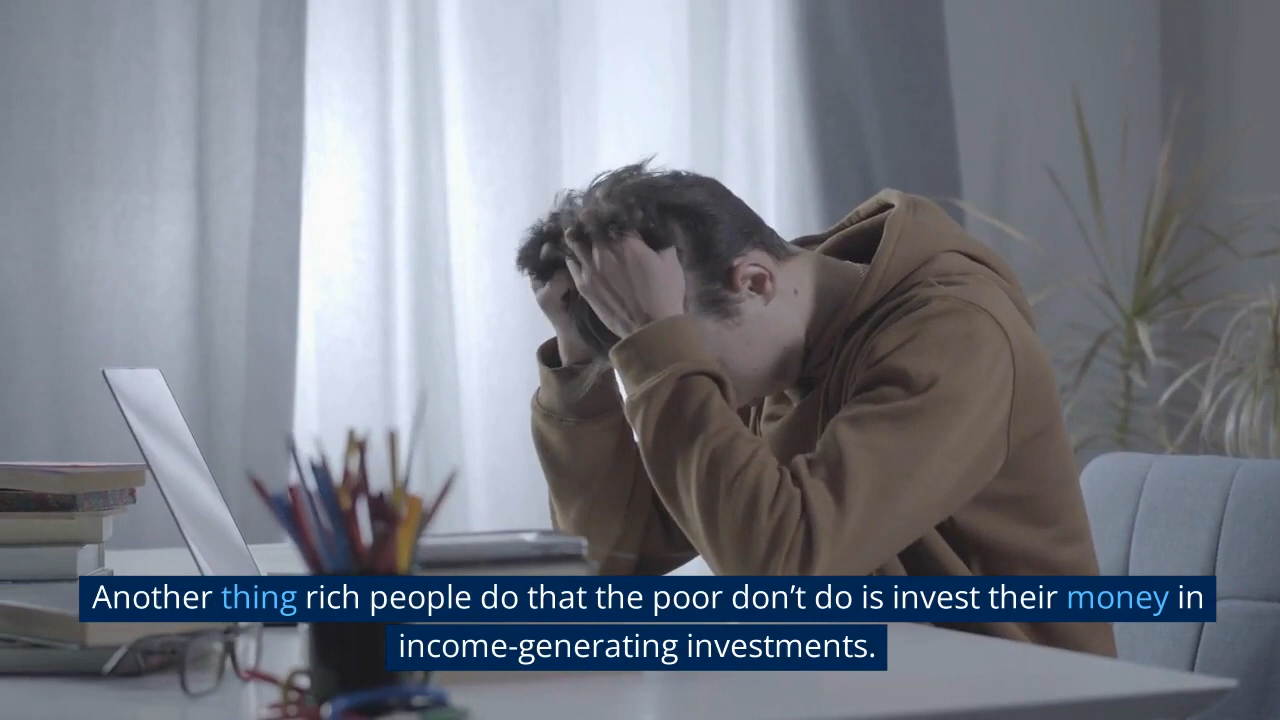 Another thing rich people do that the poor don’t do is invest their money in
income-generating investments.